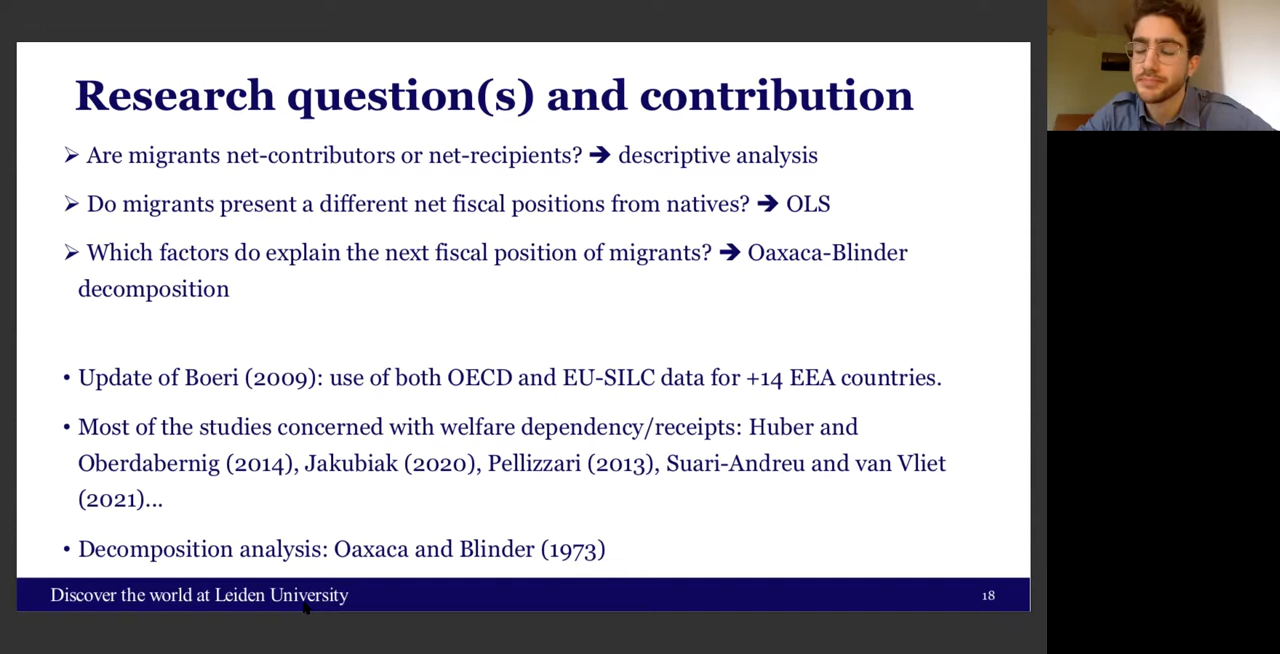 Research question(s) and contribution
➢ Are migrants net-contributors or net-recipients? ➔ descriptive analysis
➢ Do migrants present a different net fiscal positions from natives? ➔ OLS
➢ Which factors do explain the next fiscal position of migrants? ➔ Oaxaca-Blinder
decomposition
• Update of Boeri (2009): use of both OECD and EU-SILC data for +14 EEA countries.
• Most of the studies concerned with welfare dependency/receipts: Huber and
Oberdabernig (2014), Jakubiak (2020), Pellizzari (2013), Suari-Andreu and van Vliet
(2021)...
• Decomposition analysis: Oaxaca and Blinder (1973)
Discover the world at Leiden University
18